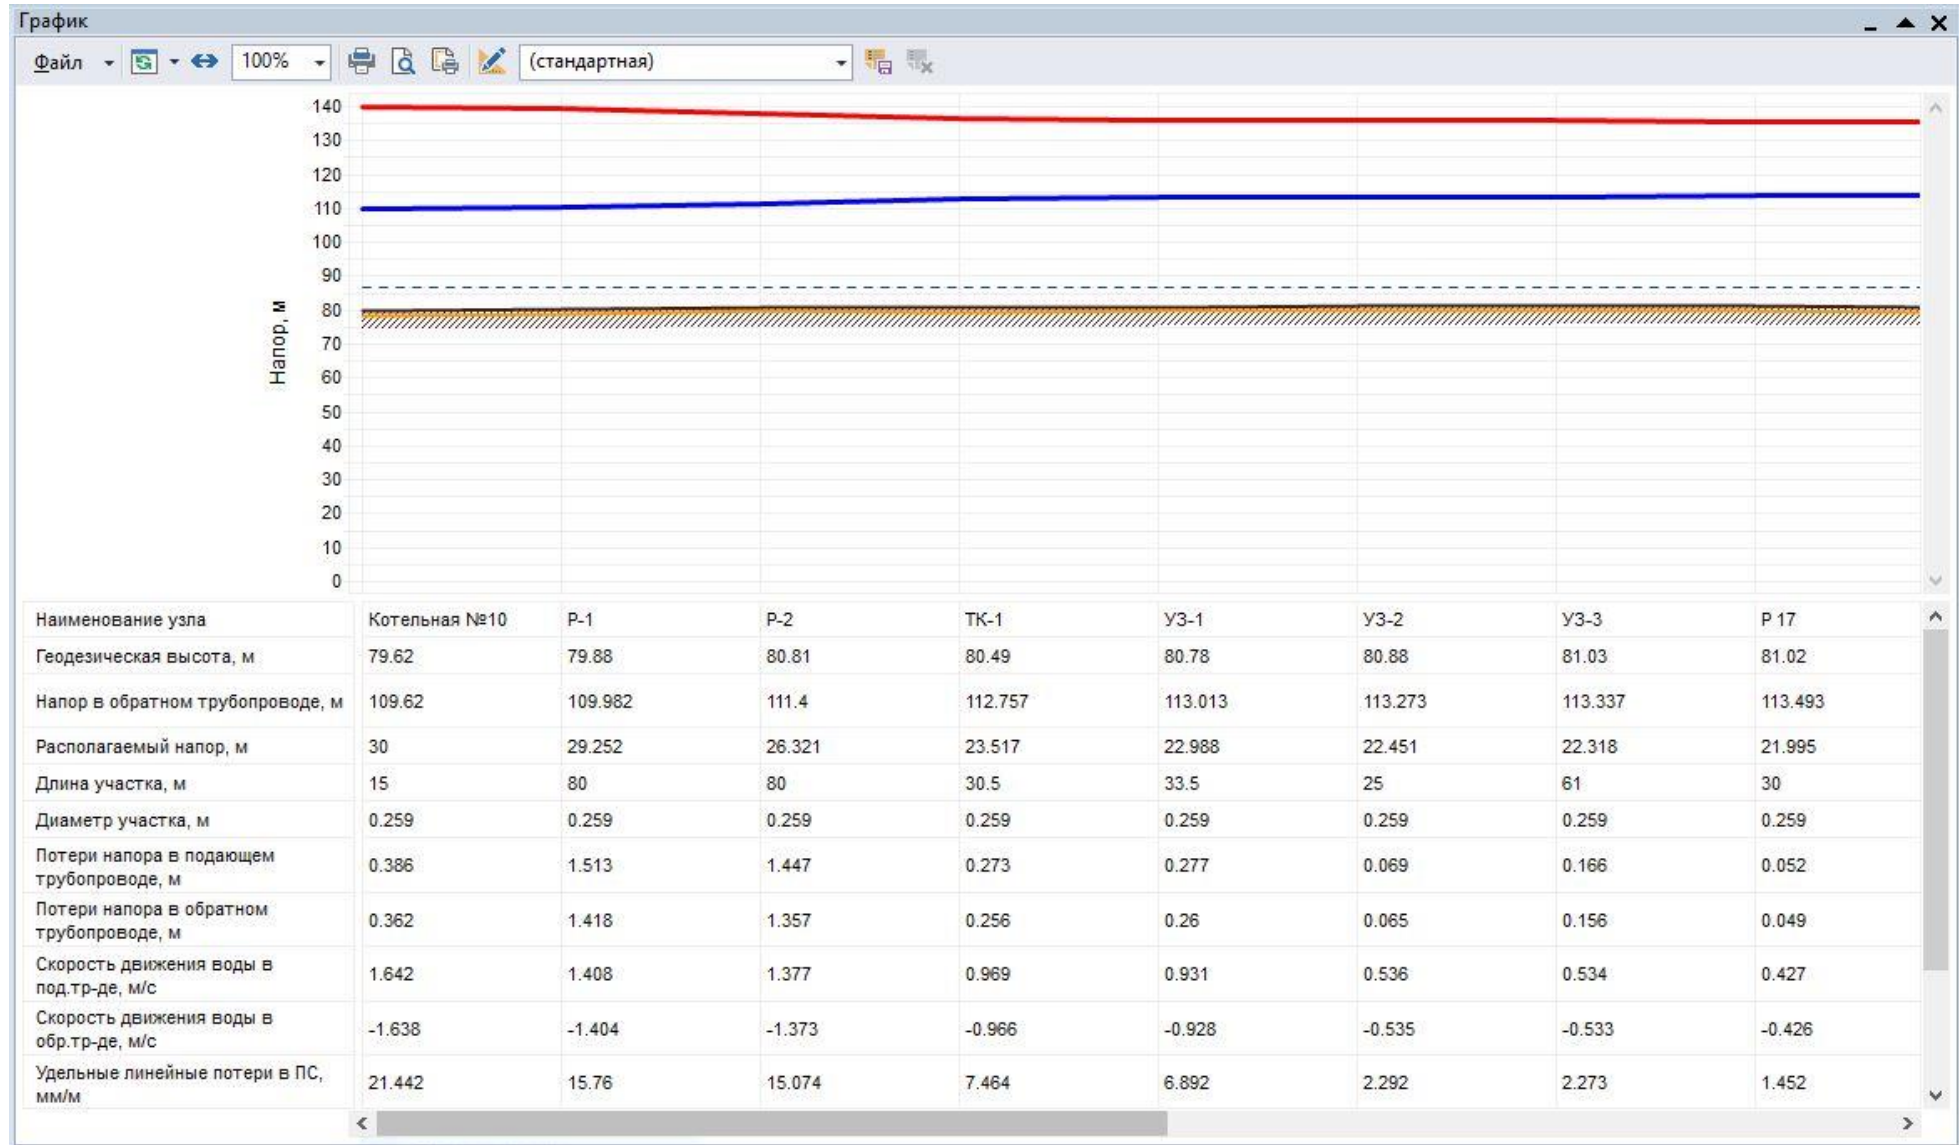 График
Файл 100% (стандартная)
140
130
120
110
100
90
80
70
60
50
40
30
20
10
0
Напор, м
Наименование узла Котельная №10 Р-1 Р-2 ТК-1 УЗ-1 УЗ-2 УЗ-3 Р 17
Геодезическая высота, м 79.62 79.88 80.81 80.49 80.78 80.88 81.03 81.02
Напор в обратном трубопроводе, м 109.62 109.982 111.4 112.757 113.013 113.273 113.337 113.493
Располагаемый напор, м 30 29.252 26.321 23.517 22.988 22.451 22.318 21.995
Длина участка, м 15 80 80 30.5 33.5 25 61 30
Диаметр участка, м 0.259 0.259 0.259 0.259 0.259 0.259 0.259 0.259
Потери напора в подающем
трубопроводе, м 0.386 1.513 1.447 0.273 0.277 0.069 0.166 0.052
Потери напора в обратном
трубопроводе, м 0.362 1.418 1.357 0.256 0.26 0.065 0.156 0.049
Скорость движения воды в
под.тр-де, м/с 1.642 1.408 1.377 0.969 0.931 0.536 0.534 0.427
Скорость движения воды в
обр.тр-де, м/с -1.638 -1.404 -1.373 -0.966 -0.928 -0.535 -0.533 -0.426
Удельные линейные потери в ПС,
мм/м 21.442 15.76 15.074 7.464 6.892 2.292 2.273 1.452